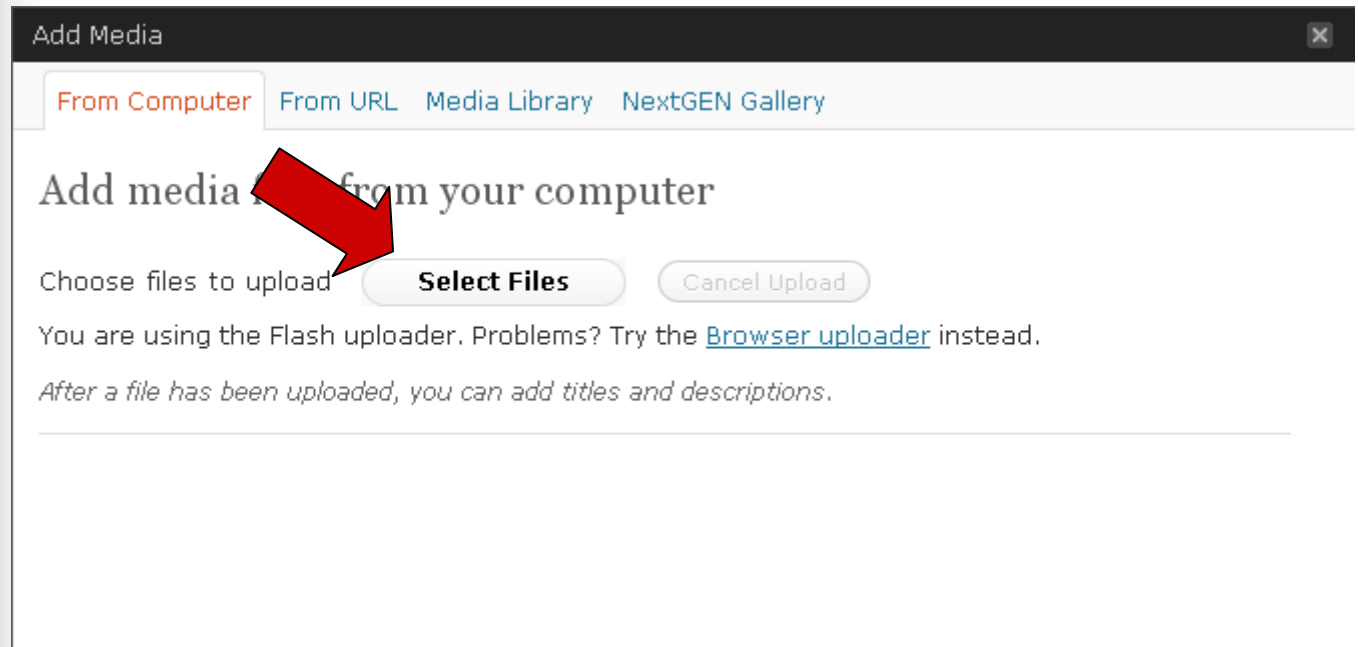 Add Media
From Computer From URL Media Library NextGEN Gallery
Add media from your computer
Choose files to upload Select Files Cancel Upload
You are using the Flash uploader. Problems? Try the Browser uploader instead.
After a file has been uploaded, you can add titles and descriptions.